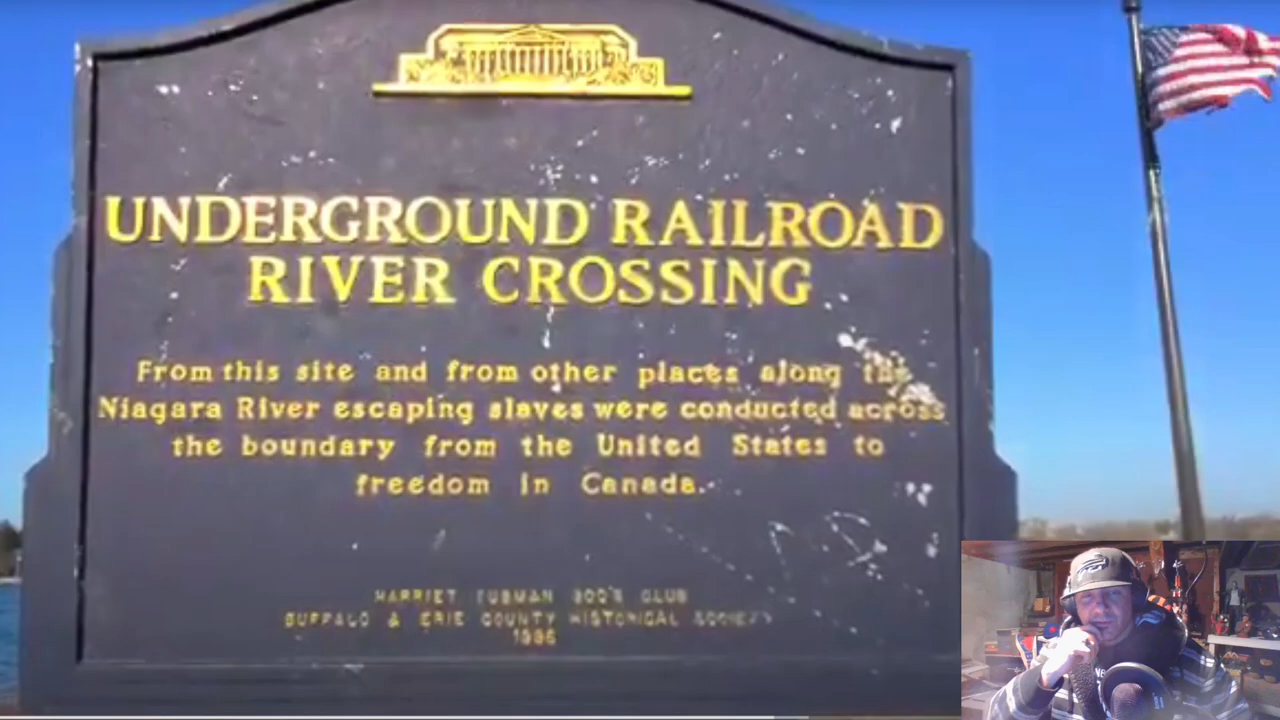 UNDERGROUND RAILROAD
RIVER CROSSING
From this site and from other places along the
Niagara River escaping slaves were conducted across
the boundary from the United States to
freedom in Canada.
HARRIET TUBMAN 300'S CLUB
BUFFALO & ERIE COUNTY HISTORICAL SOCIETY
1986